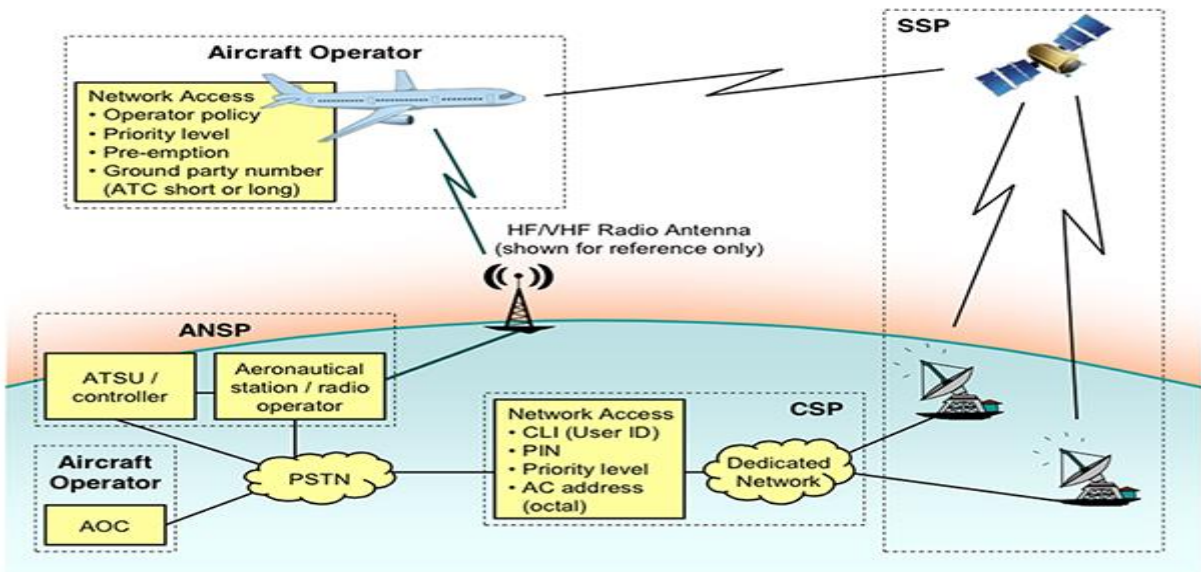 Aircraft Operator
Network Access
• Operator policy
• Priority level
• Pre-emption
• Ground party number
(ATC short or long)
SSP
HF/VHF Radio Antenna
(shown for reference only)
ANSP
ATSU /
controller
Aeronautical
station / radio
operator
CSP
Network Access
• CLI (User ID)
• PIN
• Priority level
• AC address
(octal)
Dedicated
Network
PSTN
Aircraft
Operator
AOC